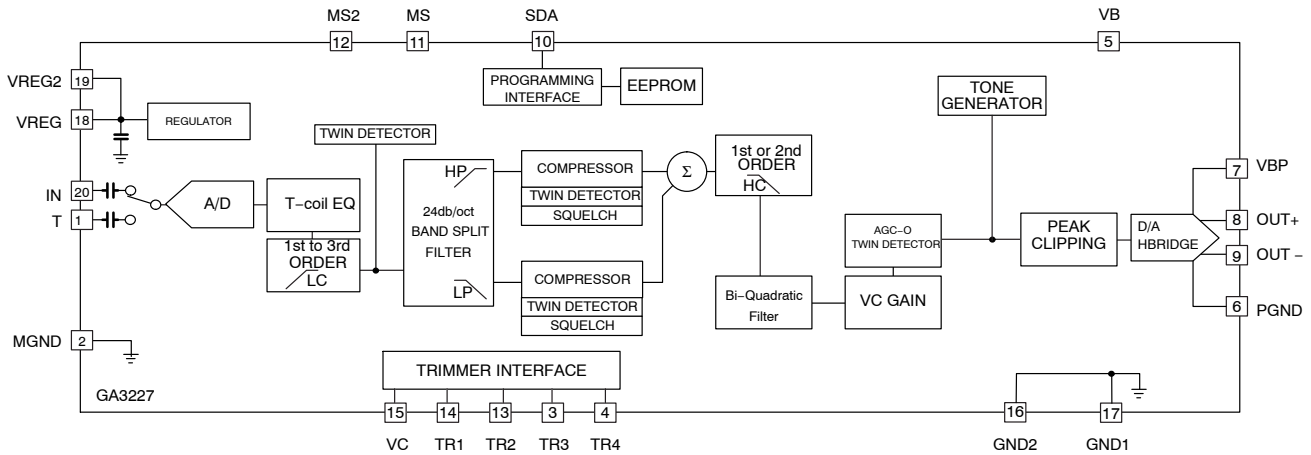 MS2
MS
SDA
VB
12
11
10
5
VREG2
19
VREG
18
REGULATOR
PROGRAMMING
INTERFACE
EEPROM
TONE
GENERATOR
TWIN DETECTOR
IN
20
T
1
A/D
T-coil EQ
1st to 3rd
ORDER
LC
HP
24db/oct
BAND SPLIT
FILTER
LP
COMPRESSOR
TWIN DETECTOR
SQUELCH
COMPRESSOR
TWIN DETECTOR
SQUELCH
Σ
1st or 2nd
ORDER
HC
Bi-Quadratic
Filter
AGC-O
TWIN DETECTOR
VC GAIN
PEAK
CLIPPING
D/A
HBRIDGE
7
VBP
8
OUT+
9
OUT -
6
PGND
MGND
2
TRIMMER INTERFACE
GA3227
15
14
13
3
4
16
17
VC
TR1
TR2
TR3
TR4
GND2
GND1